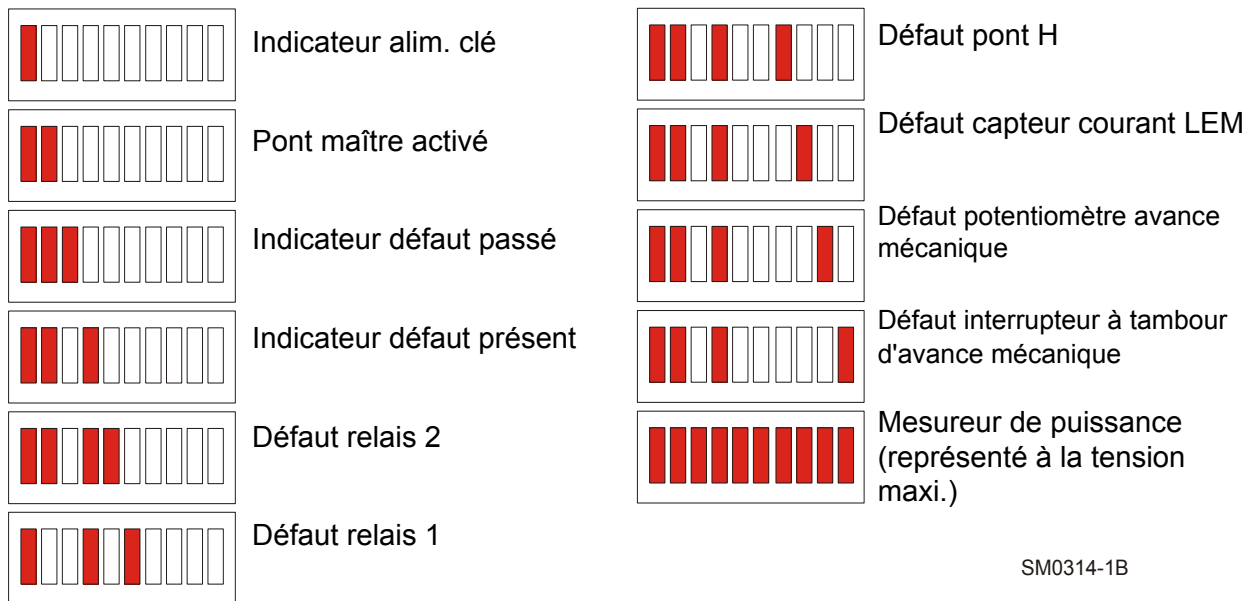 Indicateur alim. clé
Pont maître activé
Indicateur défaut passé
Indicateur défaut présent
Défaut relais 2
Défaut relais 1
Défaut pont H
Défaut capteur courant LEM
Défaut potentiomètre avance
mécanique
Défaut interrupteur à tambour
d'avance mécanique
Mesureur de puissance
(représenté à la tension
maxi.)
SM0314-1B